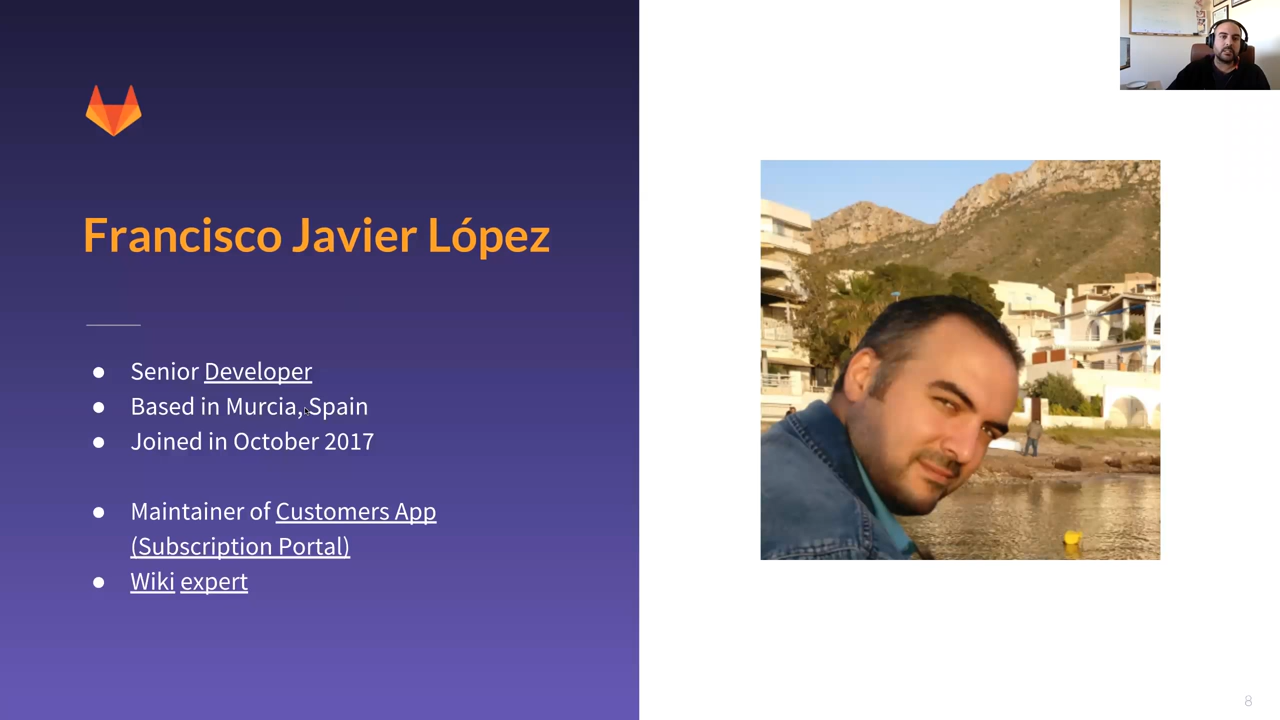 Francisco Javier López
● Senior Developer
● Based in Murcia, Spain
● Joined in October 2017
● Maintainer of Customers App
(Subscription Portal)
● Wiki expert
8